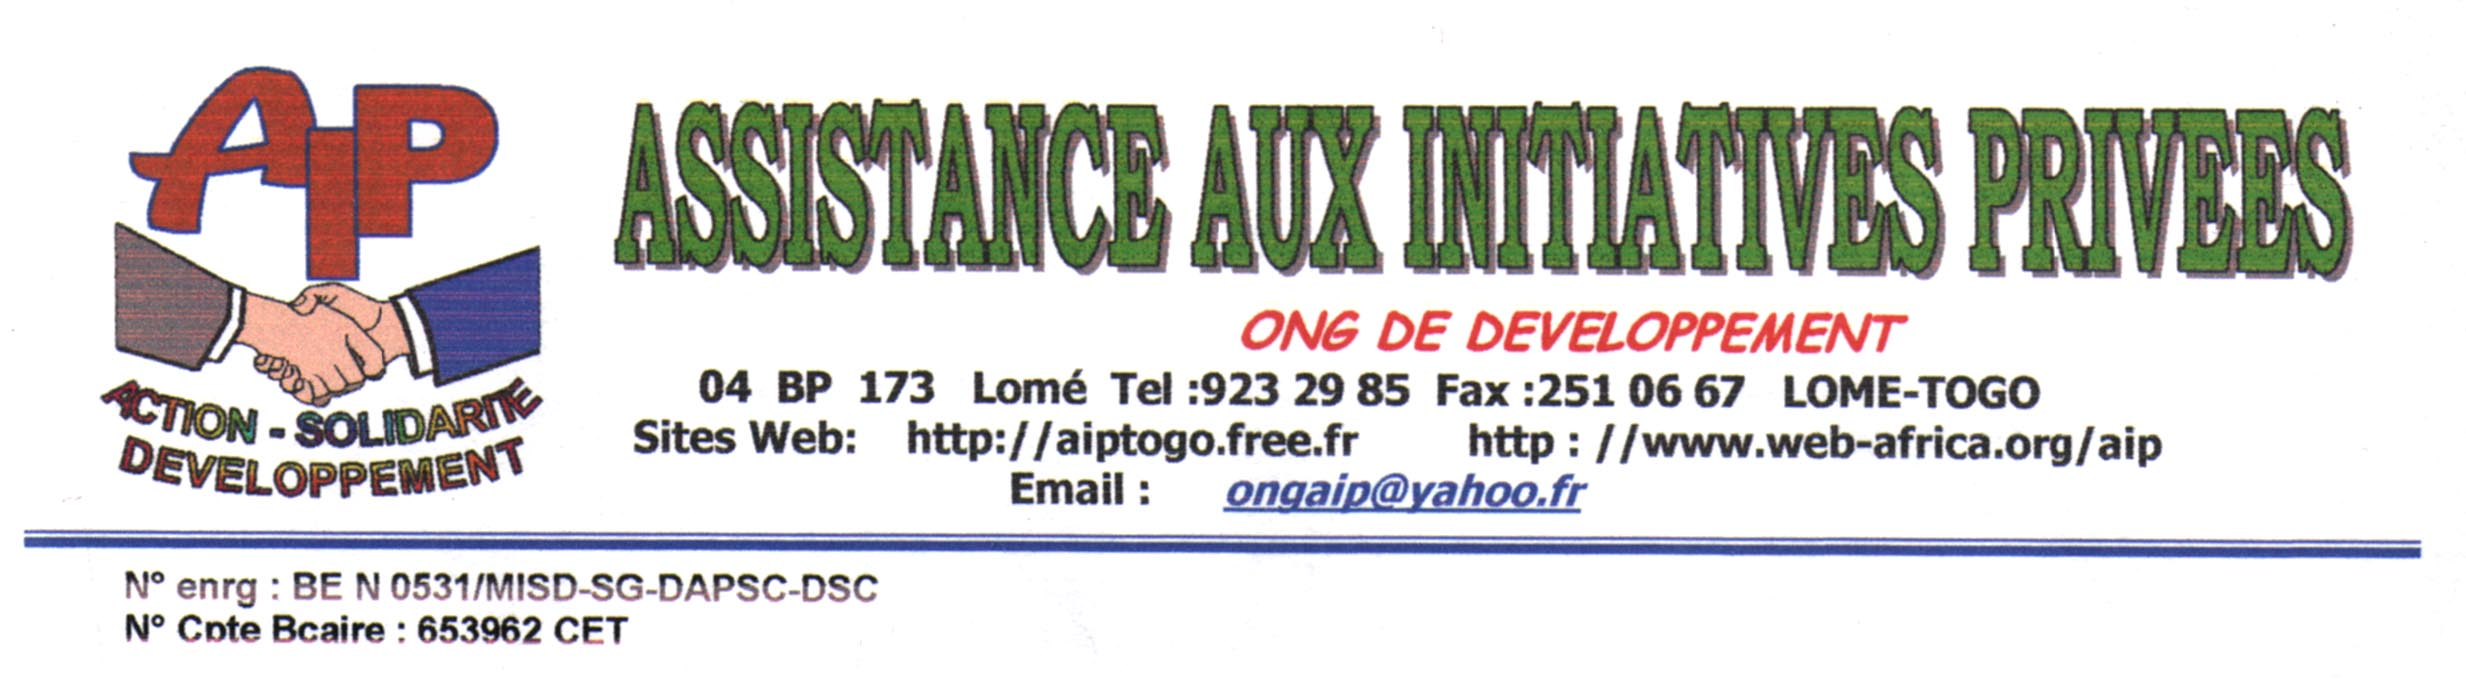 AIP
ACTION - SOLIDARITE
DEVELOPPEMENT
ASSISTANCE AUX INITIATIVES PRIVEES
ONG DE DEVELOPPEMENT
04 BP 173 Lomé Tel :923 29 85 Fax :251 06 67 LOME-TOGO
Sites Web: http://aiptogo.free.fr http : //www.web-africa.org/aip
Email : ongaip@yahoo.fr
N° enrg : BE N 0531/MISD-SG-DAPSC-DSC
N° Cpte Bcaire : 653962 CET